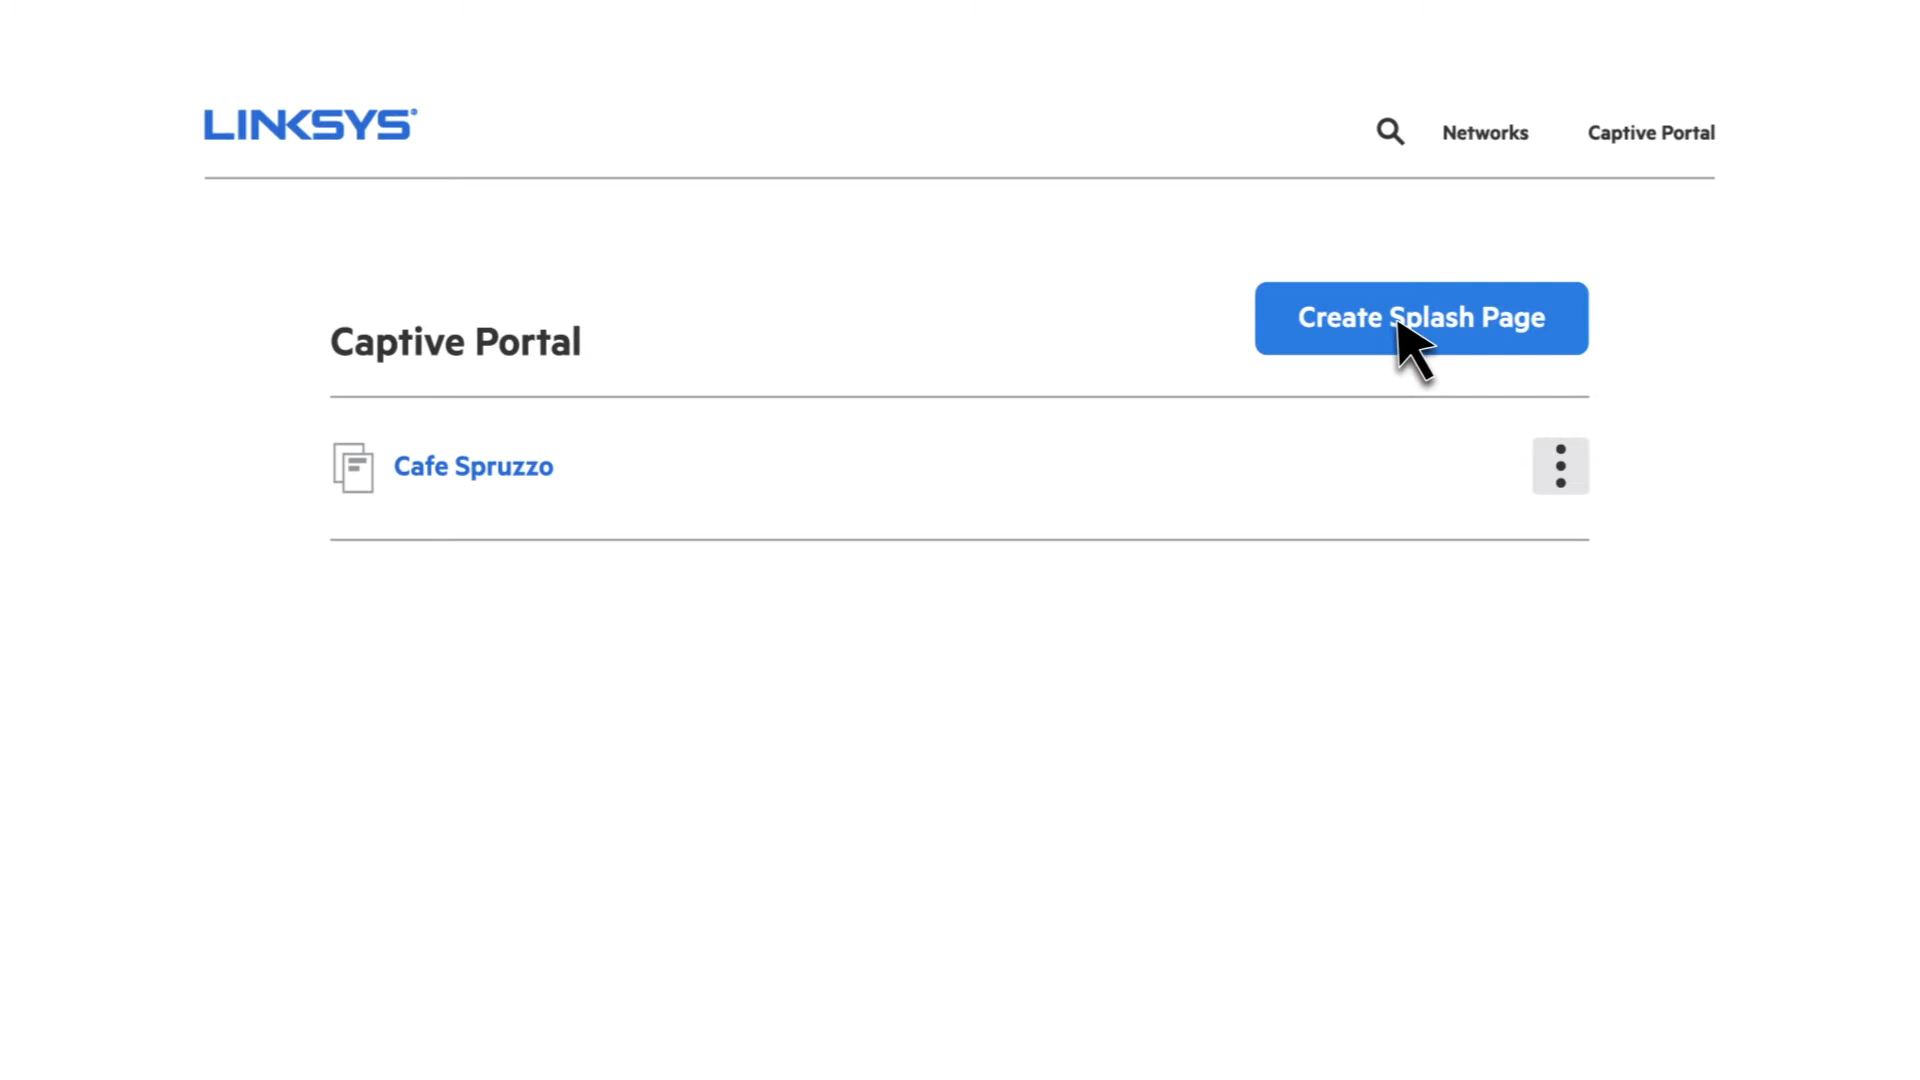 LINKSYS®
Networks
Captive Portal
Create Splash Page
Captive Portal
Cafe Spruzzo